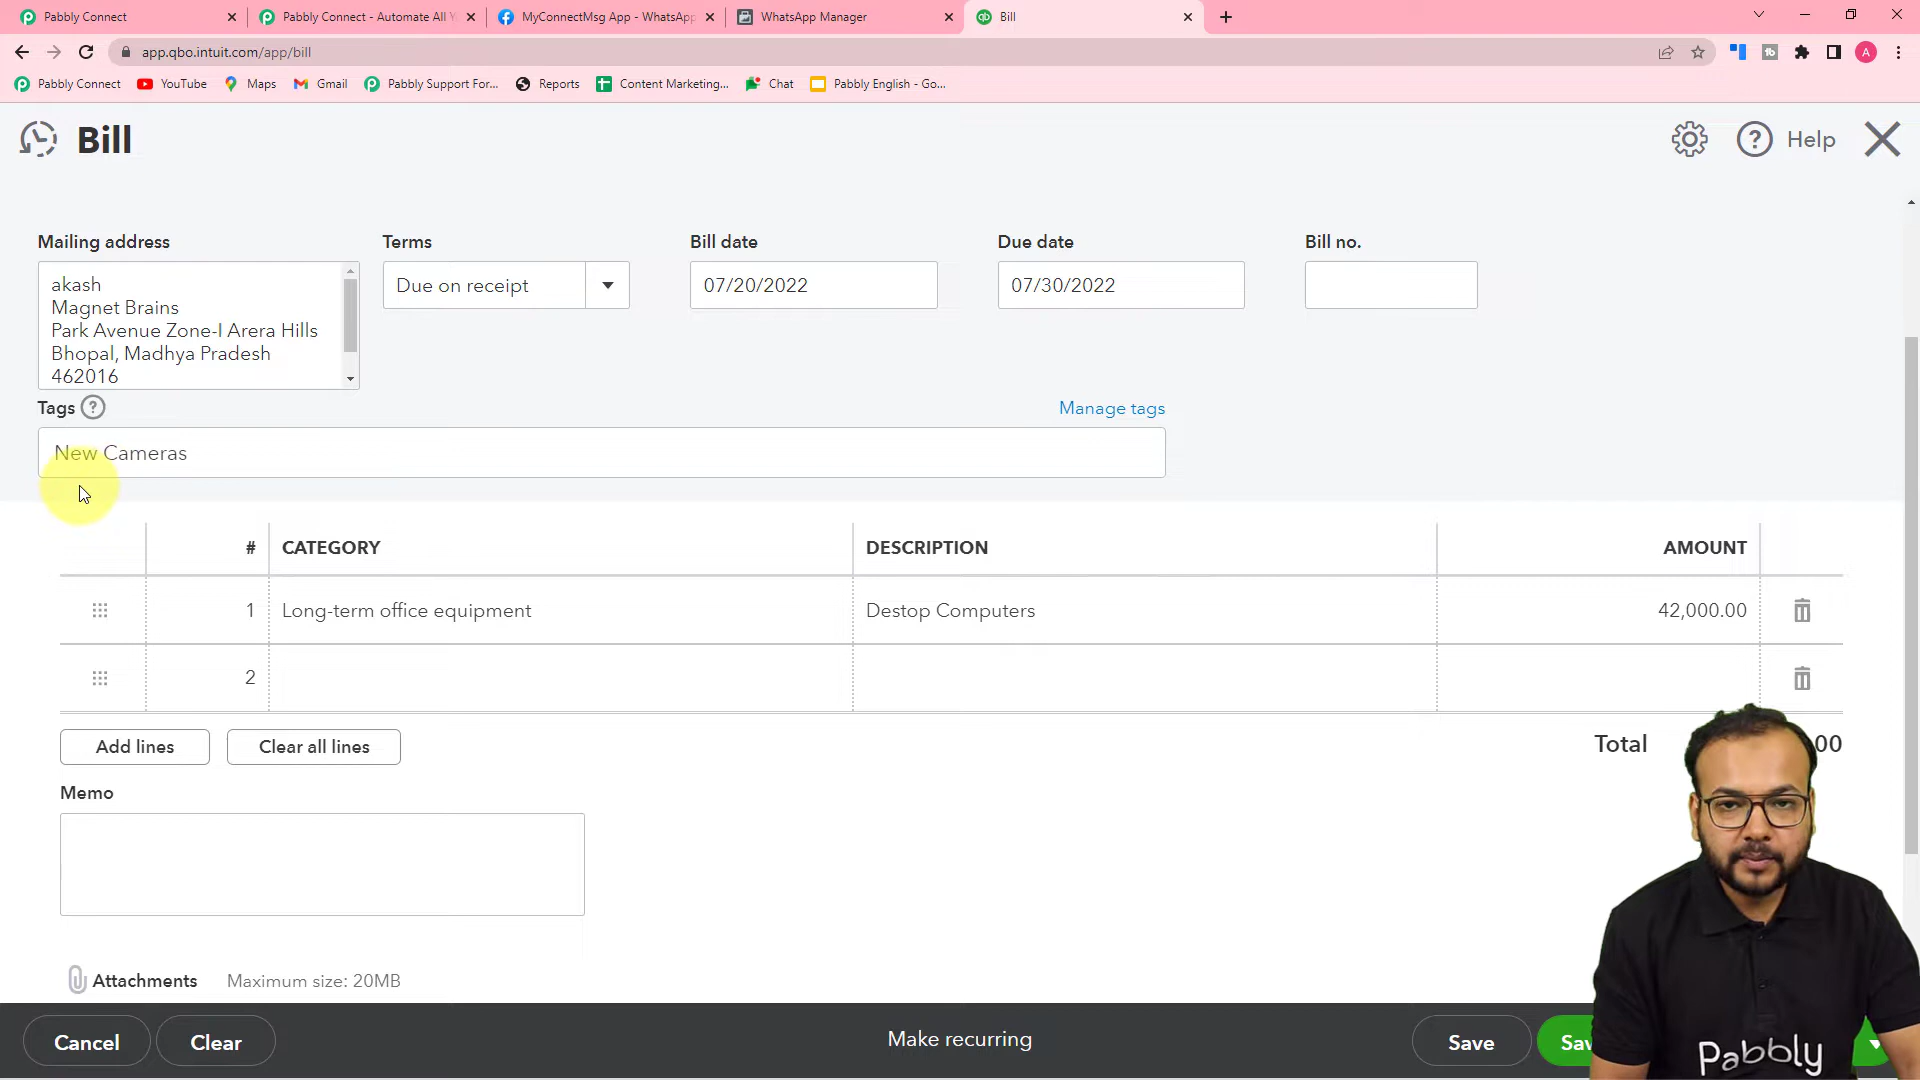 Pabbly Connect
Pabbly Connect - Automate All Y
MyConnectMsg App - WhatsApp
WhatsApp Manager
Bill
app.qbo.intuit.com/app/bill
A
Pabbly Connect
YouTube
Maps
Gmail
Pabbly Support For...
Reports
Content Marketing...
Chat
Pabbly English - Go...
Bill
Help
Mailing address
Terms
Bill date
Due date
Bill no.
akash
Magnet Brains
Park Avenue Zone-I Arera Hills
Bhopal, Madhya Pradesh
462016
Due on receipt
07/20/2022
07/30/2022
Tags
Manage tags
New Cameras
# CATEGORY DESCRIPTION AMOUNT
1 Long-term office equipment Destop Computers 42,000.00
2
Add lines
Clear all lines
Total
00
Memo
Attachments Maximum size: 20MB
Cancel
Clear
Make recurring
Save
Sav
Pabbly